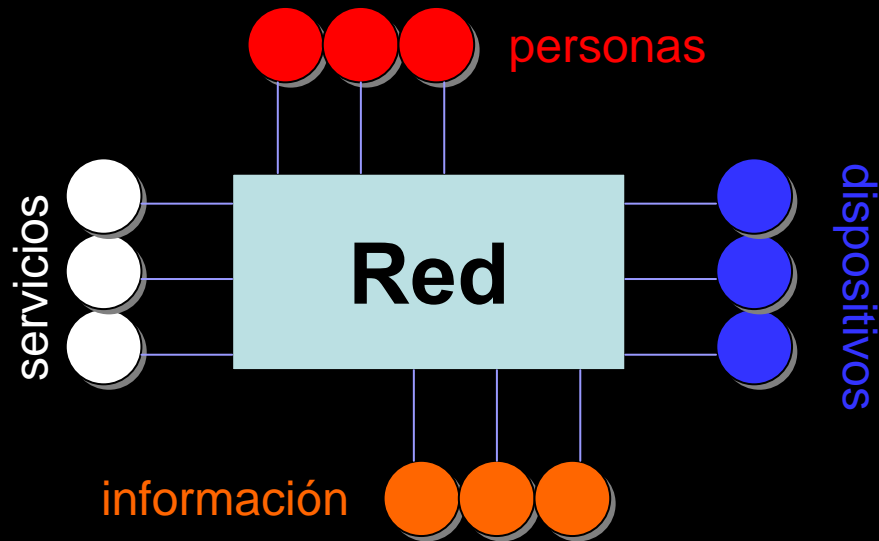 personas
servicios
Red
dispositivos
información